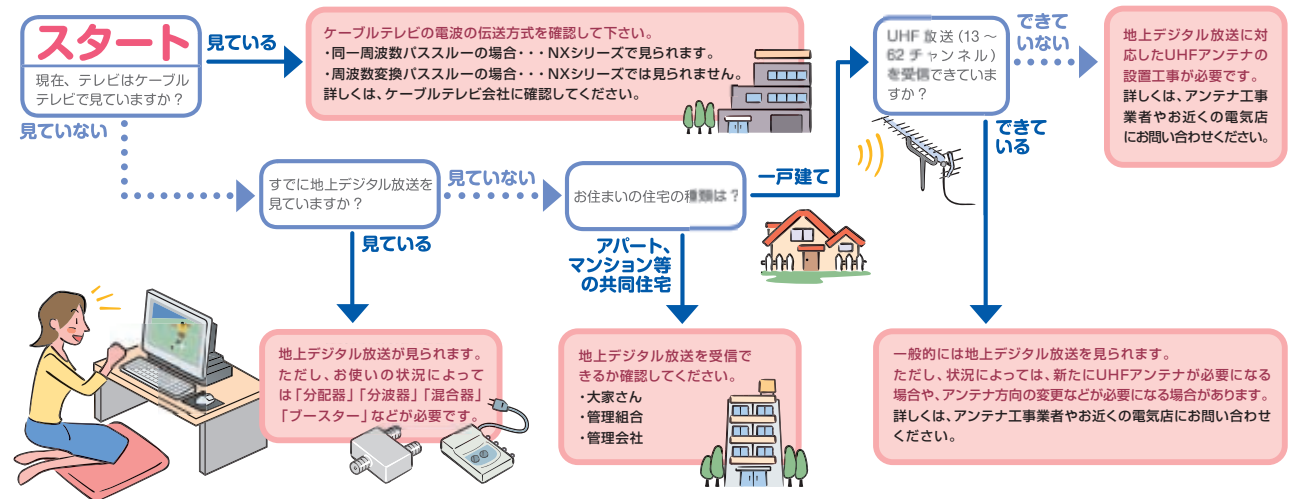 スタート
現在、テレビはケーブル
テレビで見ていますか？
見ている
ケーブルテレビの電波の伝送方式を確認して下さい。
・同一周波数パススルーの場合・・・NXシリーズで見られます。
・周波数変換パススルーの場合・・・NXシリーズでは見られません。
詳しくは、ケーブルテレビ会社に確認してください。
見ていない
すでに地上デジタル放送を
見ていますか？
見ていない
お住まいの住宅の種類は？
一戸建て
UHF 放送（13～
62 チャンネル）
を受信できていま
すか？
できて
いない
地上デジタル放送に対
応したUHFアンテナの
設置工事が必要です。
詳しくは、アンテナ工事
業者やお近くの電気店
にお問い合わせください。
できて
いる
見ている
アパート、
マンション等
の共同住宅
地上デジタル放送が見られます。
ただし、お使いの状況によって
は「分配器」「分波器」「混合器」
「ブースター」などが必要です。
地上デジタル放送を受信で
きるか確認してください。
・大家さん
・管理組合
・管理会社
一般的には地上デジタル放送を見られます。
ただし、状況によっては、新たにUHFアンテナが必要になる
場合や、アンテナ方向の変更などが必要になる場合があります。
詳しくは、アンテナ工事業者やお近くの電気店にお問い合わせ
ください。